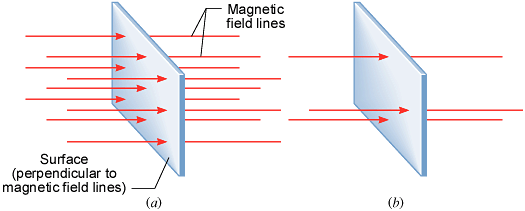 Magnetic
field lines
Surface
(perpendicular to
magnetic field lines)
(a)
(b)